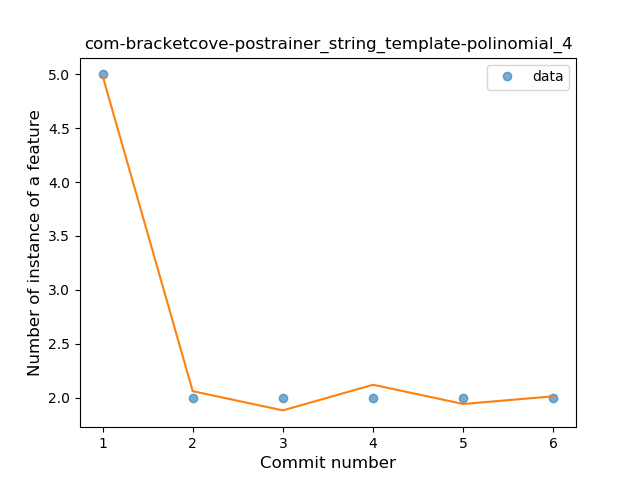 com-bracketcove-postrainer_string_template-polinomial_4
data
Number of instance of a feature
5.0
4.5
4.0
3.5
3.0
2.5
2.0
1 2 3 4 5 6
Commit number